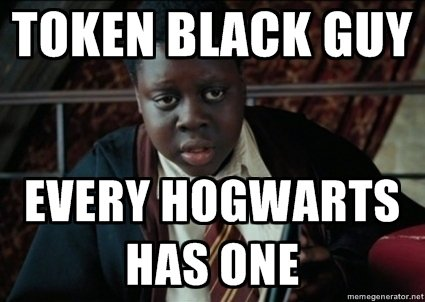 TOKEN BLACK GUY
EVERY HOGWARTS
HAS ONE
memegenerator.net